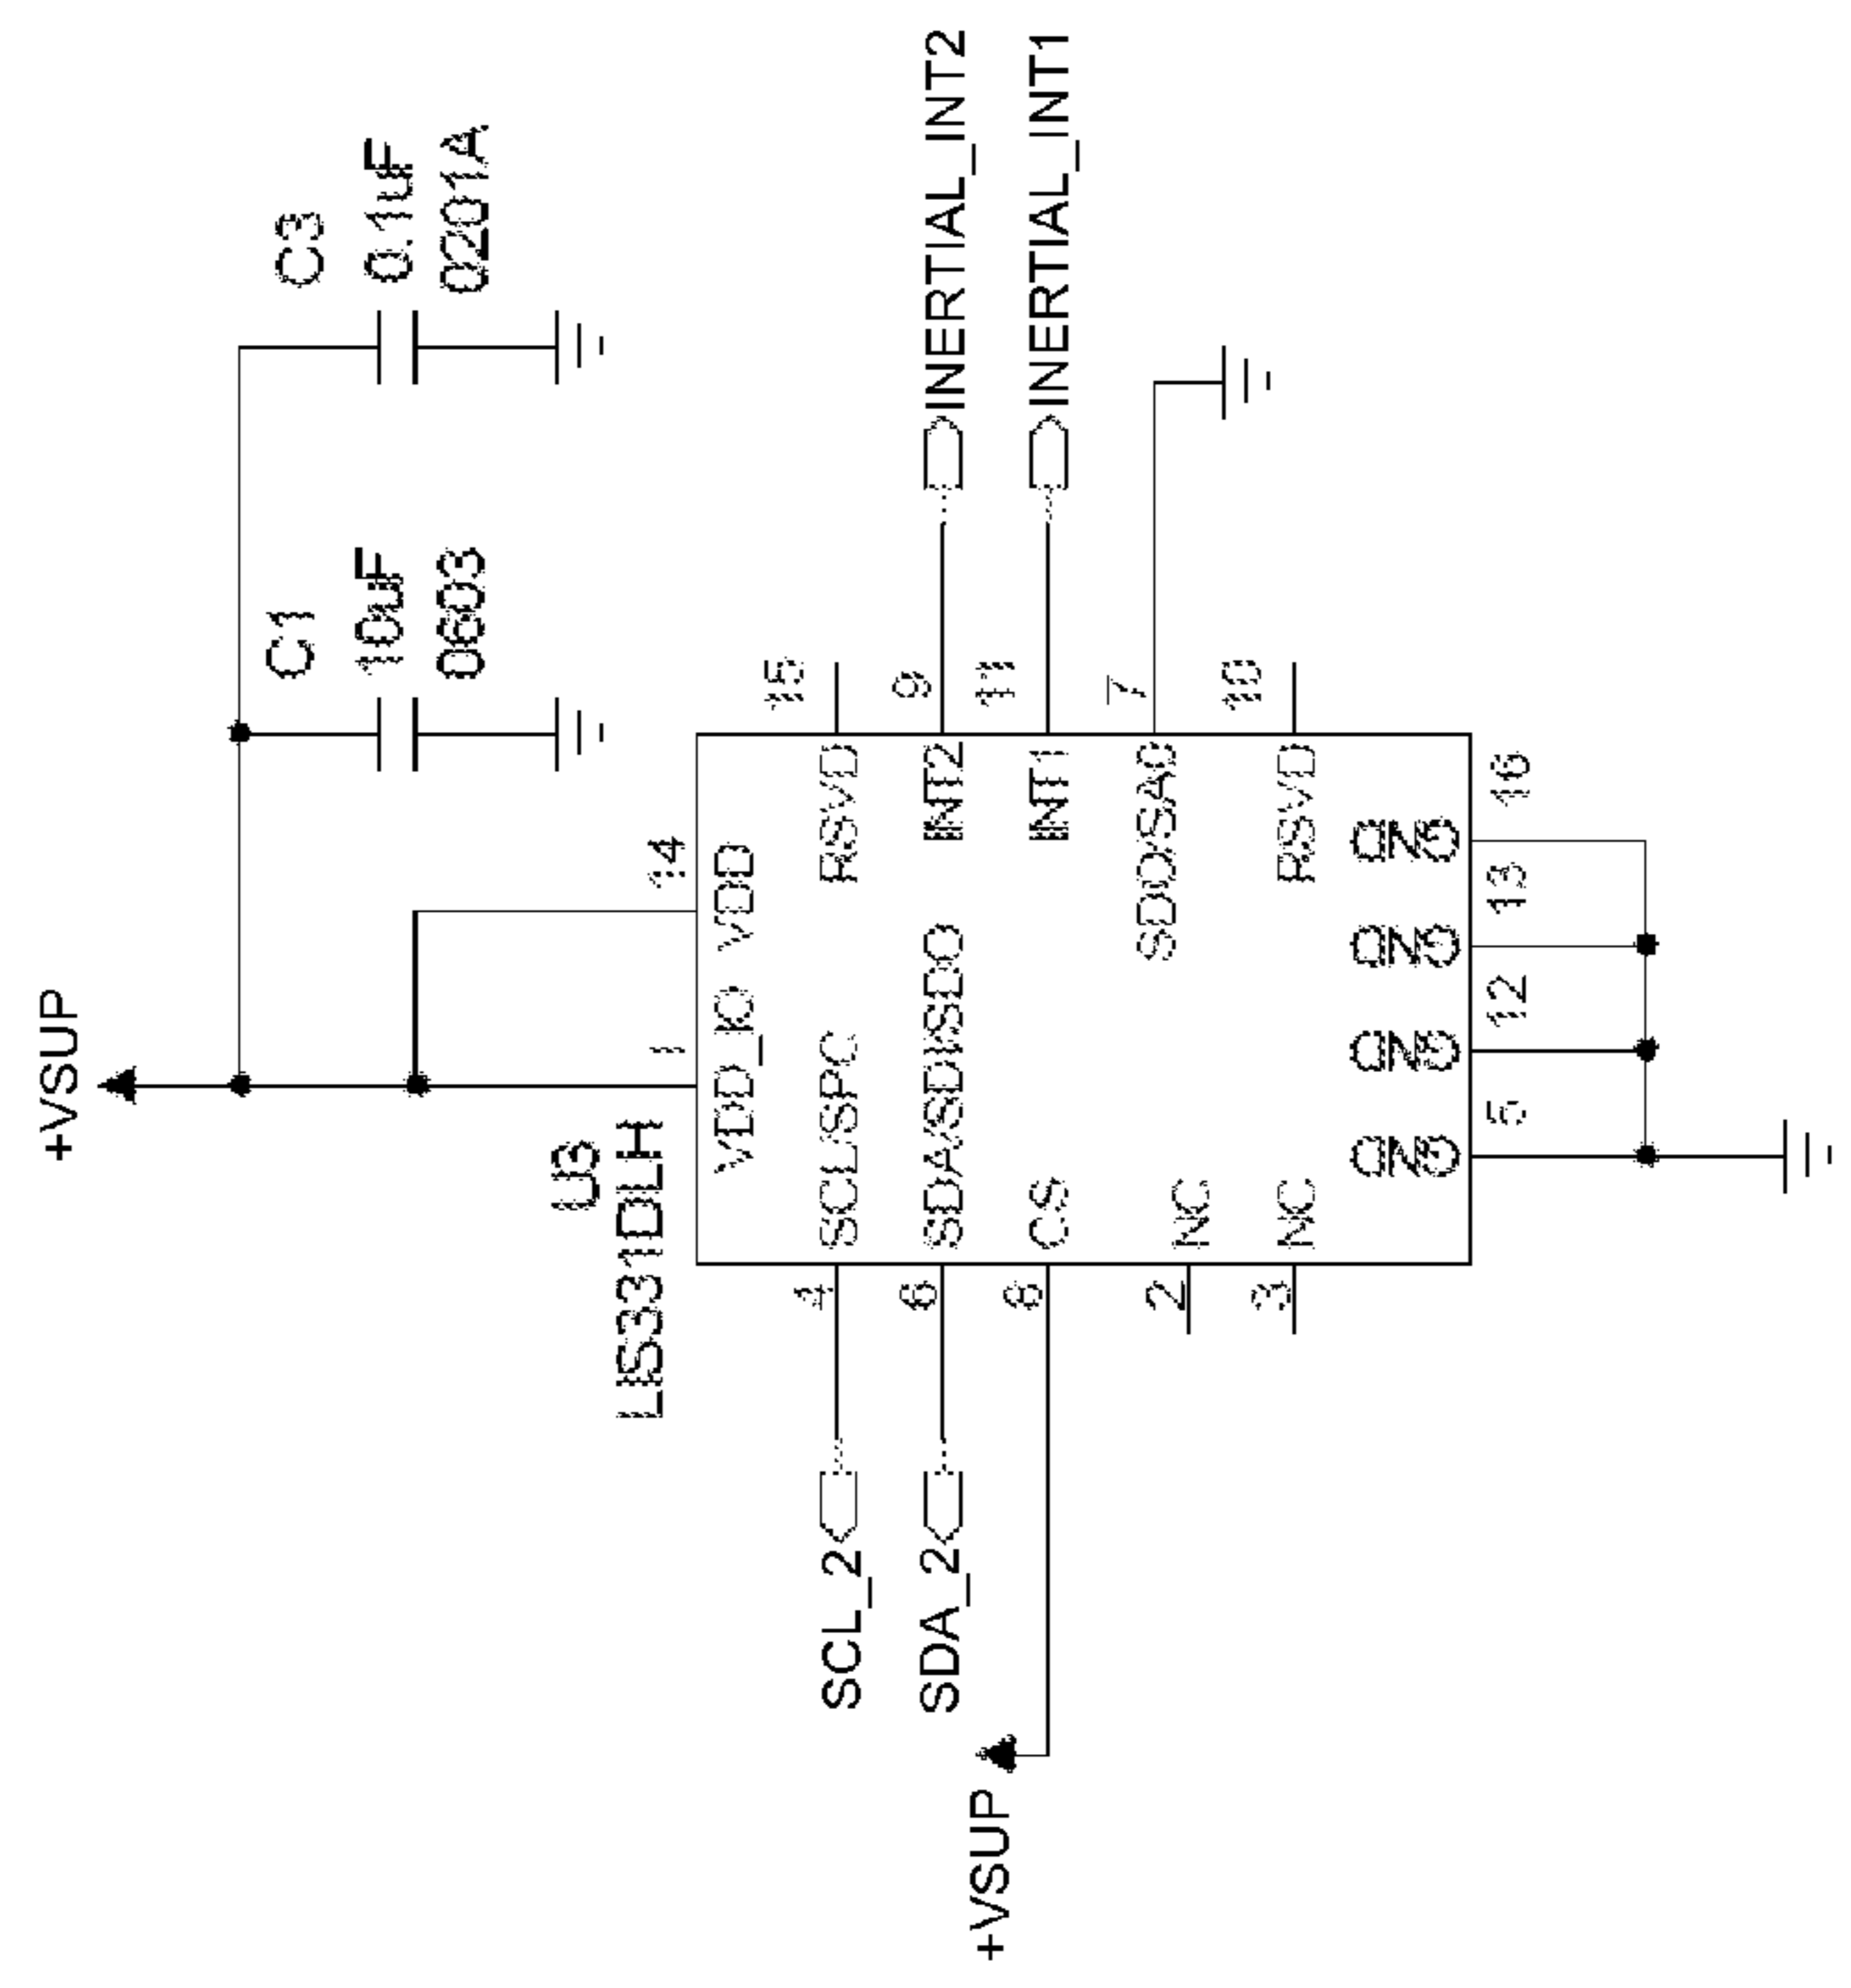 +VSUP
C1
10uF
0603
C3
0.1uF
0201A
U3
LIS331DLH
1
14
VDD_IO
VDD
SCL_2
4
SCL/SPC
RSVD
15
SDA_2
6
SDA/SDI/SDO
INT2
9
INERTIAL_INT2
+VSUP
8
CS
INT1
11
INERTIAL_INT1
SDO/SA0
7
2
NC
3
NC
RSVD
10
GND
GND
GND
GND
5
12
13
16